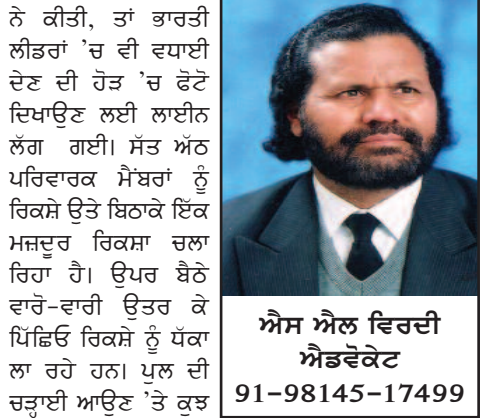 ਨੇ ਕੀਤੀ, ਤਾਂ ਭਾਰਤੀ
ਲੀਡਰਾਂ ’ਚ ਵੀ ਵਧਾਈ
ਦੇਣ ਦੀ ਹੋੜ ’ਚ ਫੋਟੋ
ਦਿਖਾਉਣ ਲਈ ਲਾਈਨ
ਲੱਗ ਗਈ। ਸੱਤ ਅੱਠ
ਪਰਿਵਾਰਕ ਮੈਂਬਰਾਂ ਨੂੰ
ਰਿਕਸ਼ੇ ਉਤੇ ਬਿਠਾਕੇ ਇੱਕ
ਮਜ਼ਦੂਰ ਰਿਕਸ਼ਾ ਚਲਾ
ਰਿਹਾ ਹੈ। ਉਪਰ ਬੈਠੇ
ਵਾਰੋ-ਵਾਰੀ ਉਤਰ ਕੇ
ਪਿੱਛਿਓ ਰਿਕਸ਼ੇ ਨੂੰ ਧੱਕਾ
ਲਾ ਰਹੇ ਹਨ। ਪੁਲ ਦੀ
ਚੜ੍ਹਾਈ ਆਉਣ ’ਤੇ ਕੁਝ
ਐਸ ਐਲ ਵਿਰਦੀ
ਐਡਵੋਕੇਟ
91-98145-17499